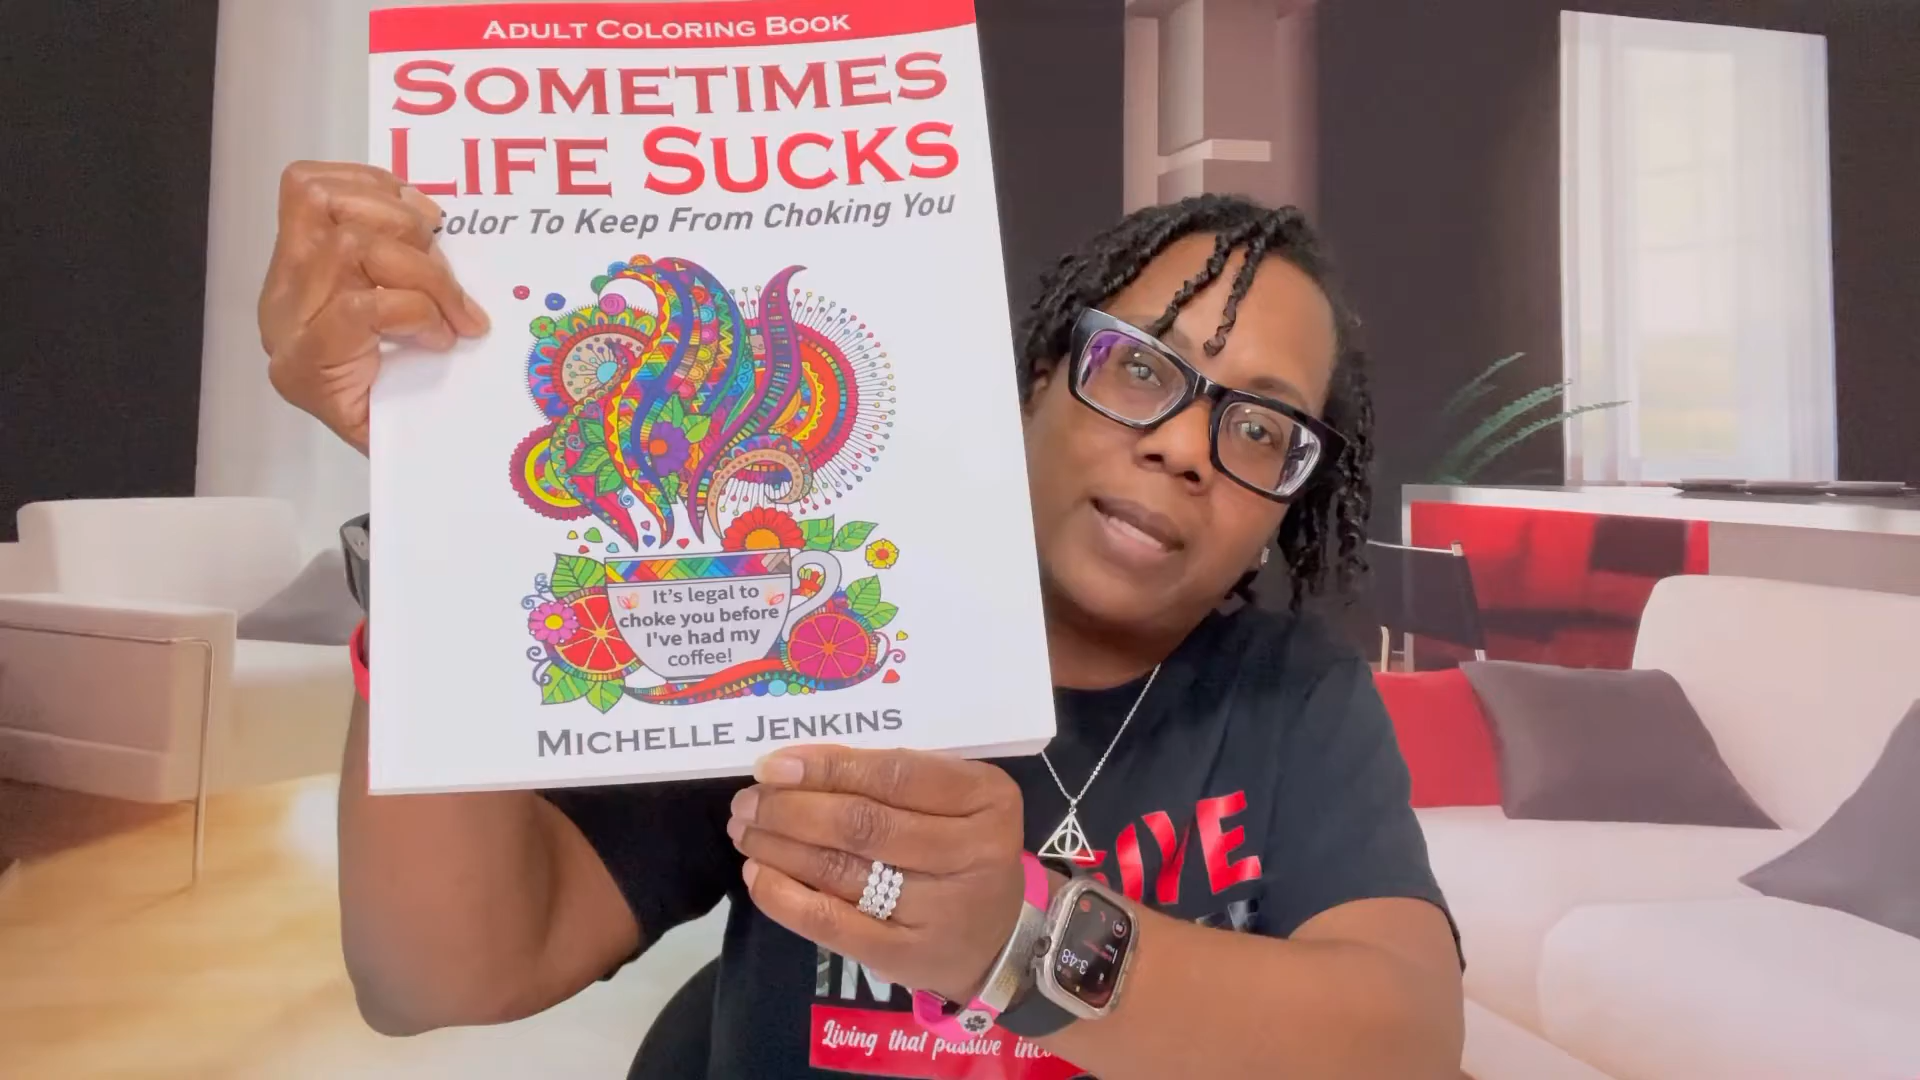 ADULT COLORING BOOK
SOMETIMES
LIFE SUCKS
Color To Keep From Choking You
It's legal to
choke you before
I've had my
coffee!
MICHELLE JENKINS
3:48
Living that passive